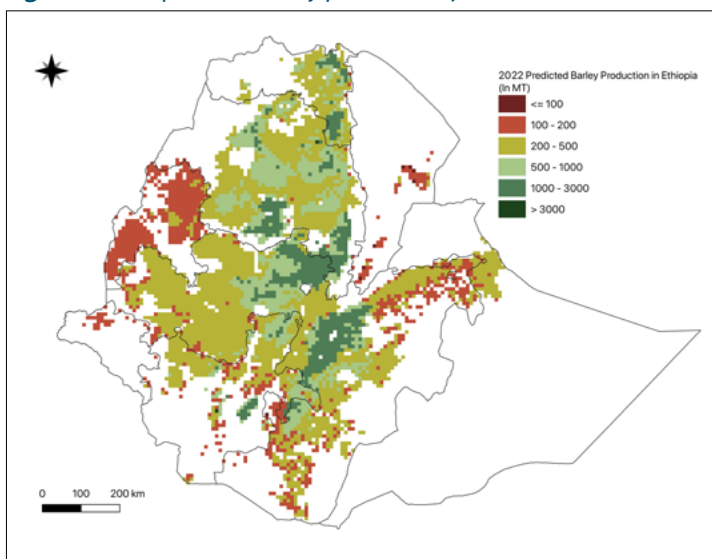 2022 Predicted Barley Production in Ethiopia
(In MT)
<= 100
100 - 200
200 - 500
500 - 1000
1000 - 3000
> 3000
0 100 200 km